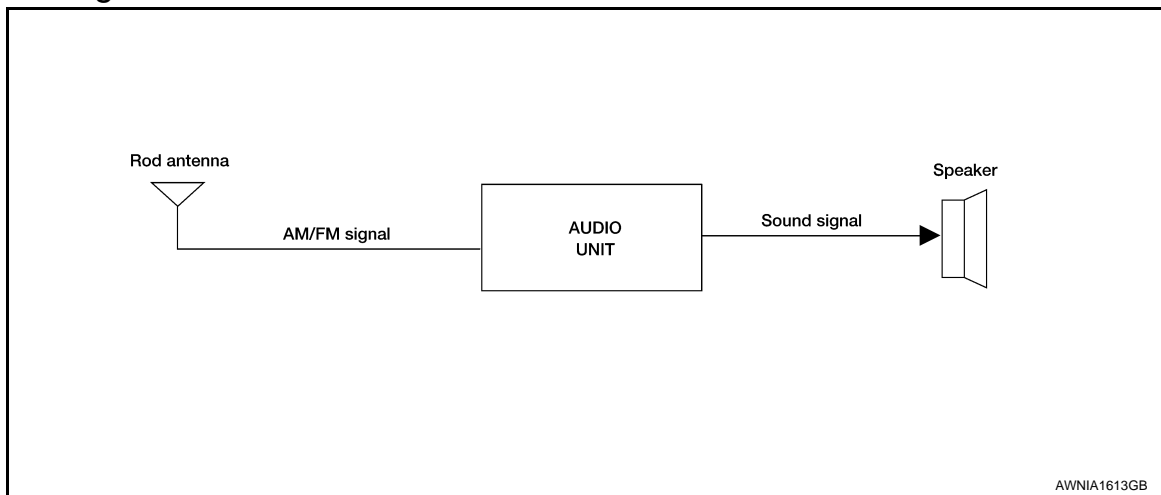 Rod antenna
Speaker
AM/FM signal
AUDIO
UNIT
Sound signal
AWNIA1613GB